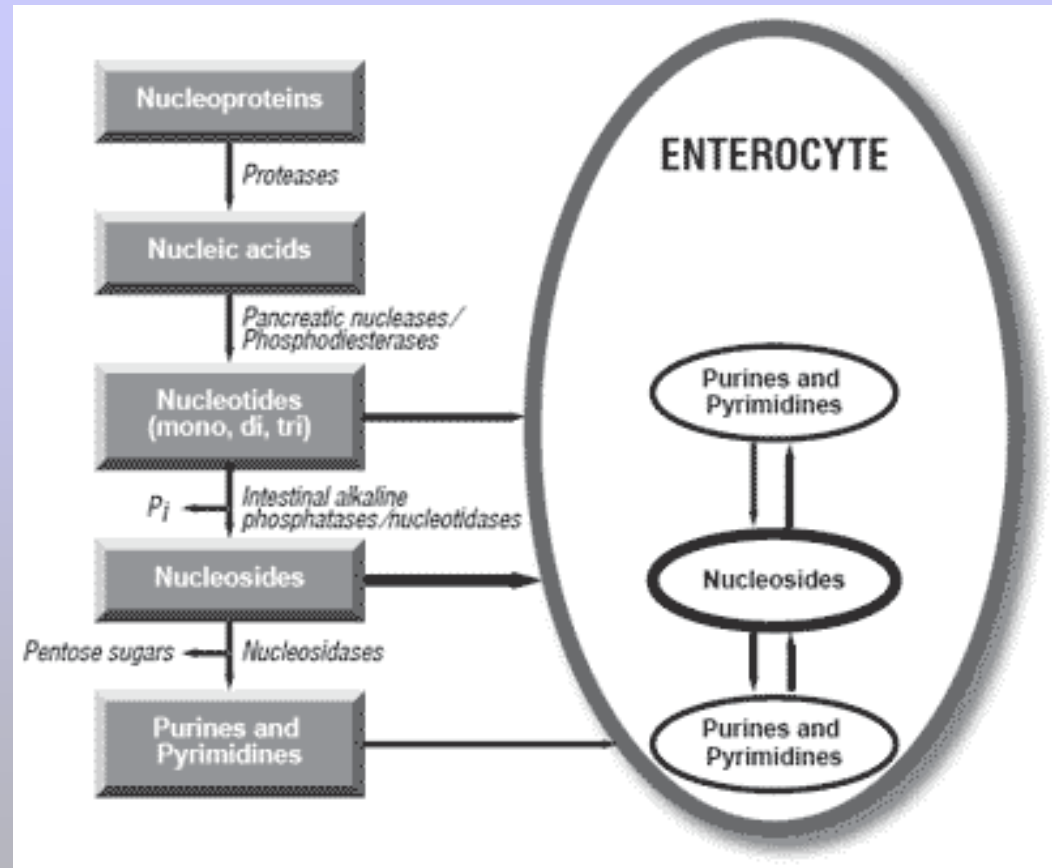 Nucleoproteins
Proteases
Nucleic acids
Pancreatic nucleases/
Phosphodiesterases
Nucleotides
(mono, di, tri)
Pi
Intestinal alkaline
phosphatases/nucleotidases
Nucleosides
Pentose sugars
Nucleosidases
Purines and
Pyrimidines
ENTEROCYTE
Purines and
Pyrimidines
Nucleosides
Purines and
Pyrimidines